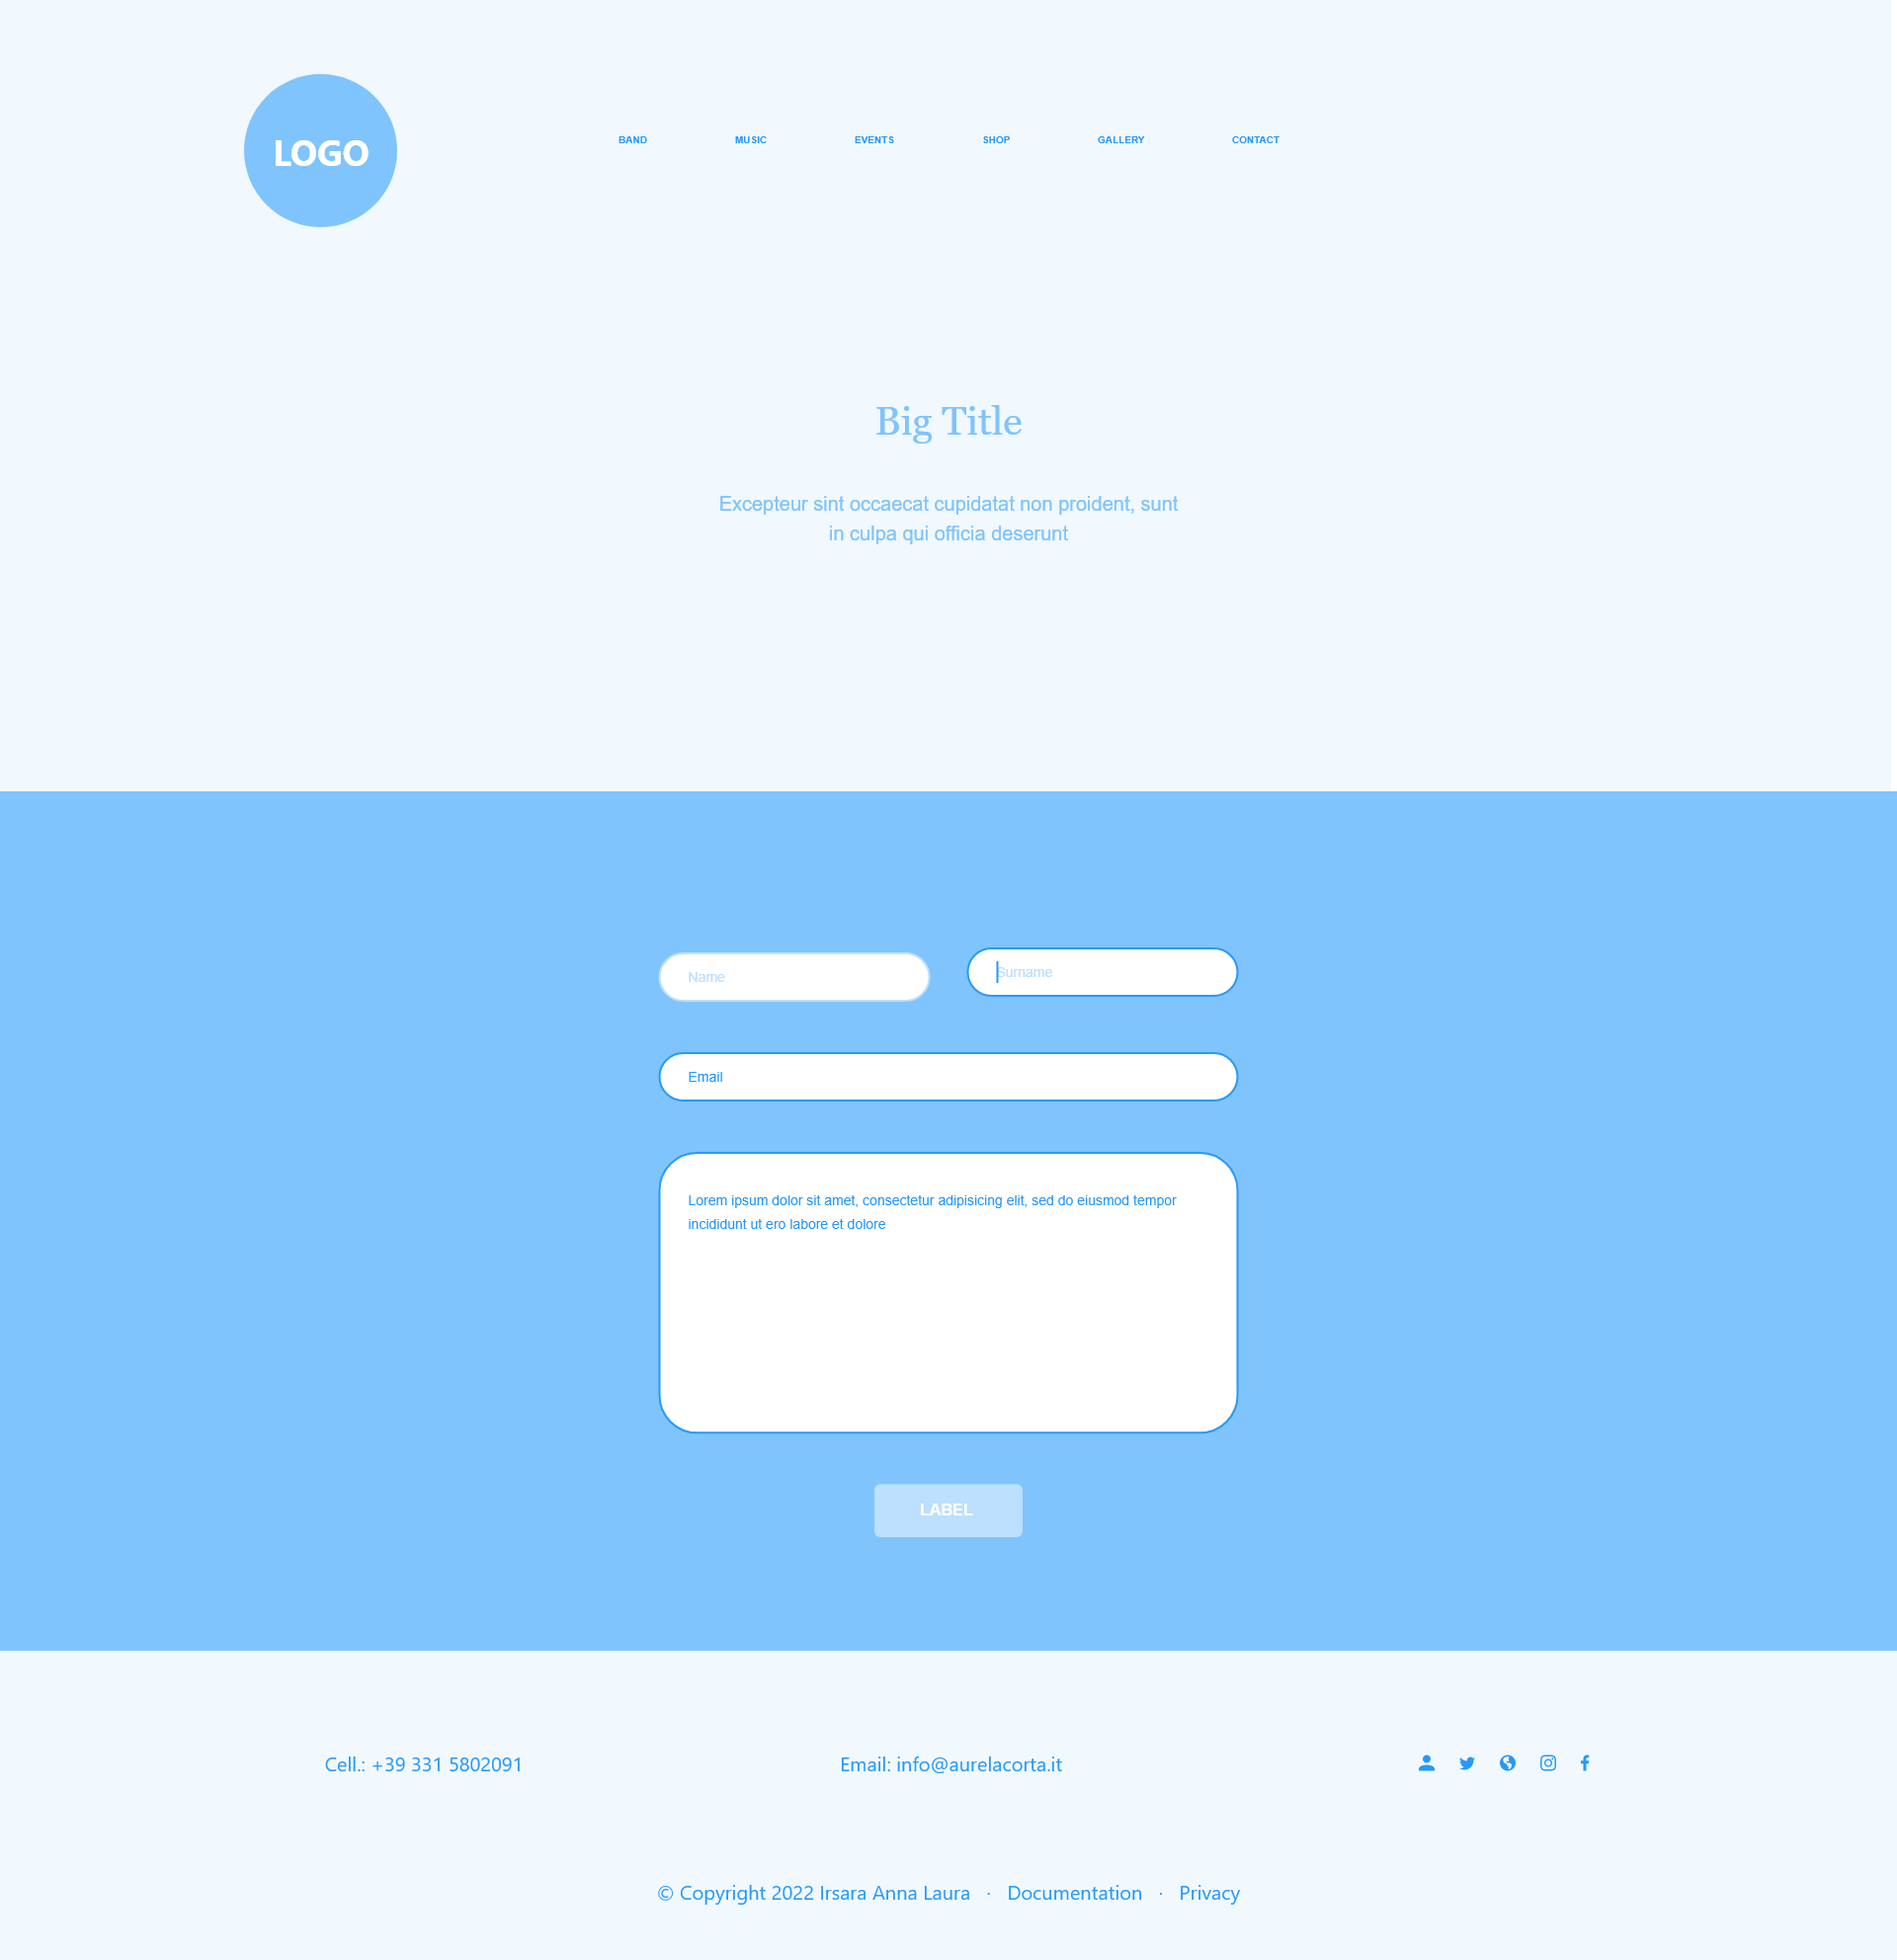 LOGO
BAND MUSIC EVENTS SHOP GALLERY CONTACT
Big Title
Excepteur sint occaecat cupidatat non proident, sunt
in culpa qui officia deserunt
Name Surname
Email
Lorem ipsum dolor sit amet, consectetur adipisicing elit, sed do eiusmod tempor
incididunt ut ero labore et dolore
LABEL
Cell.: +39 331 5802091 Email: info@aurelacorta.it
© Copyright 2022 Irsara Anna Laura · Documentation · Privacy